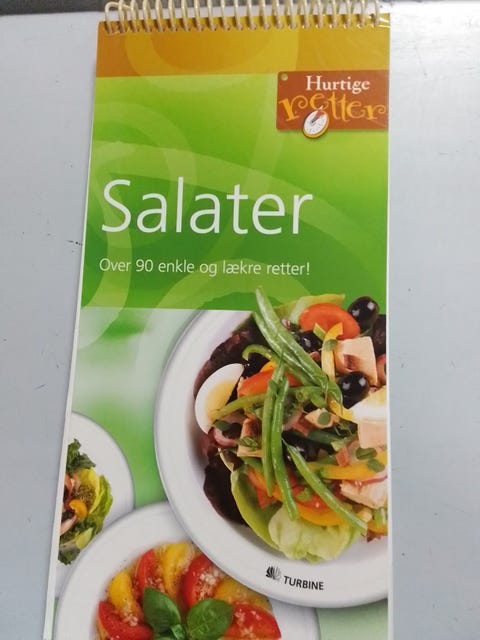 Hurtige
retter
Salater
Over 90 enkle og lækre retter!
TURBINE